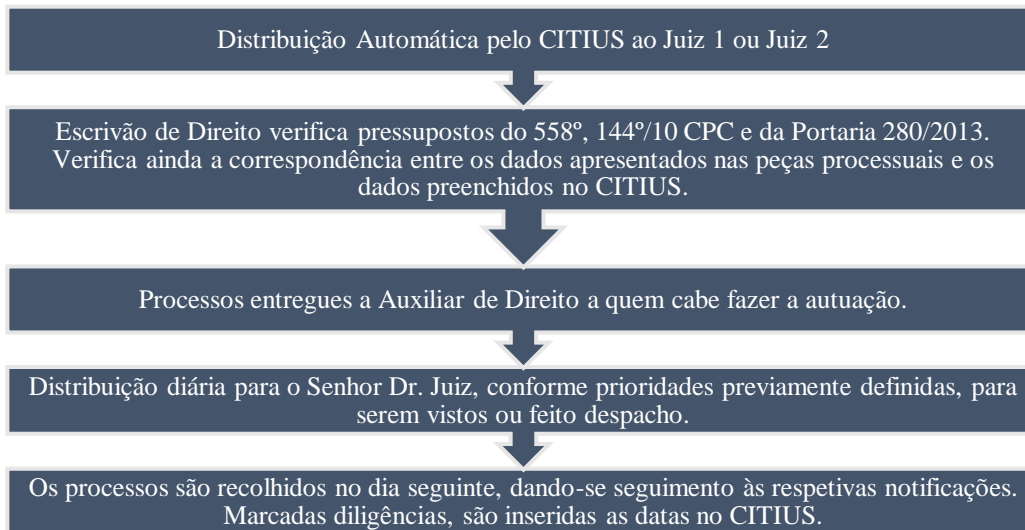 Distribuição Automática pelo CITIUS ao Juiz 1 ou Juiz 2
Escrivão de Direito verifica pressupostos do 558º, 144º/10 CPC e da Portaria 280/2013.
Verifica ainda a correspondência entre os dados apresentados nas peças processuais e os
dados preenchidos no CITIUS.
Processos entregues a Auxiliar de Direito a quem cabe fazer a autuação.
Distribuição diária para o Senhor Dr. Juiz, conforme prioridades previamente definidas, para
serem vistos ou feito despacho.
Os processos são recolhidos no dia seguinte, dando-se seguimento às respetivas notificações.
Marcadas diligências, são inseridas as datas no CITIUS.